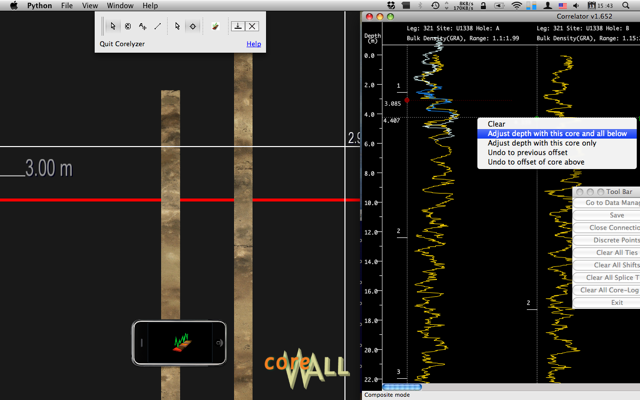 Python File Edit View Window Help
8KB/s
170KB/s
15:43
Quit Corelyzer Help
3.00 m
2.9
core WALL
Correlator v1.652
Leg: 321 Site: U1338 Hole: A
Leg: 321 Site: U1338 Hole: B
Depth
(m)
Bulk Density(GRA), Range: 1.1:1.99
Bulk Density(GRA), Range: 1.15:
0.0
1
2.0
3.085
4.0
4.407
6.0
8.0
10.0
12.0
2
14.0
16.0
2
18.0
20.0
22.0
3
Clear
Adjust depth with this core and all below
Adjust depth with this core only
Undo to previous offset
Undo to offset of core above
Tool Bar
Go to Data Manag
Save
Close Connectio
Discrete Points
Clear All Ties
Clear All Shifts
Clear All Splice T
Clear All Core-Log
Exit
Composite mode